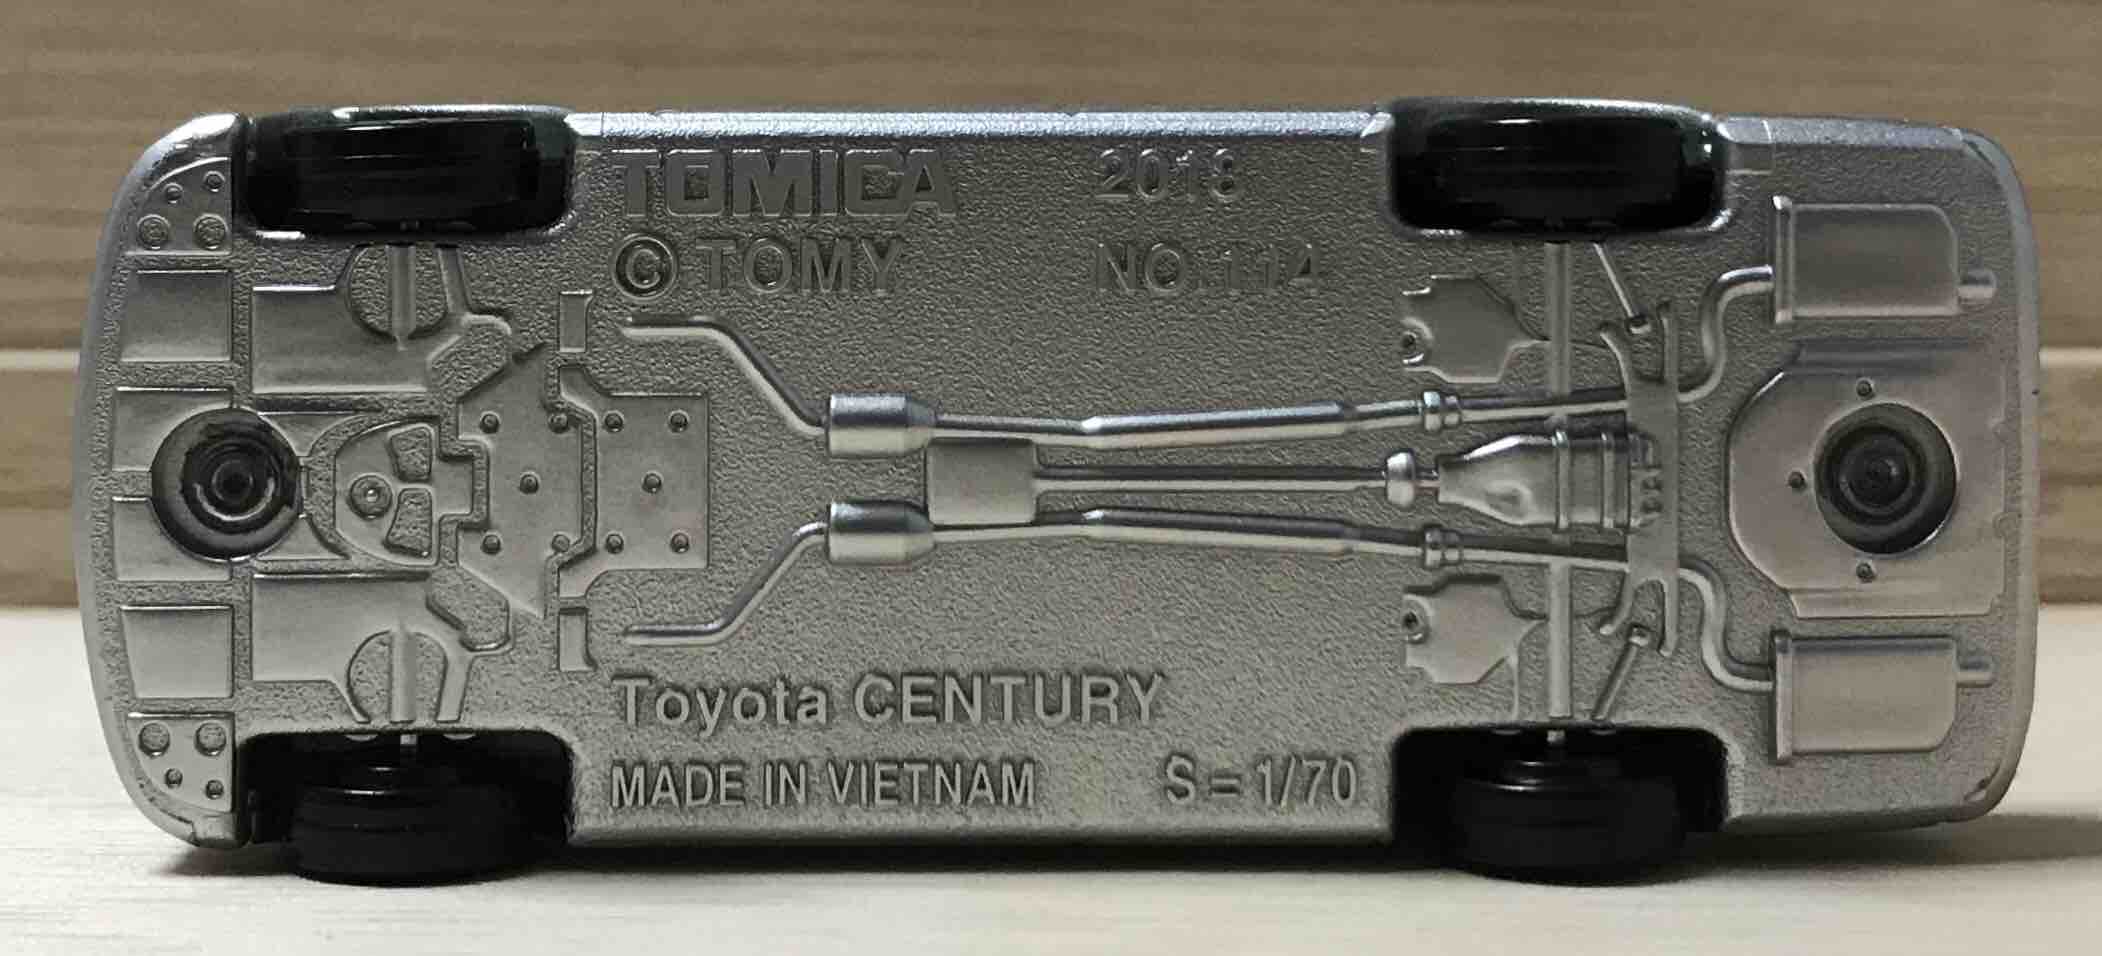 TOMICA 2018
© TOMY NO.114
Toyota CENTURY
MADE IN VIETNAM S=1/70